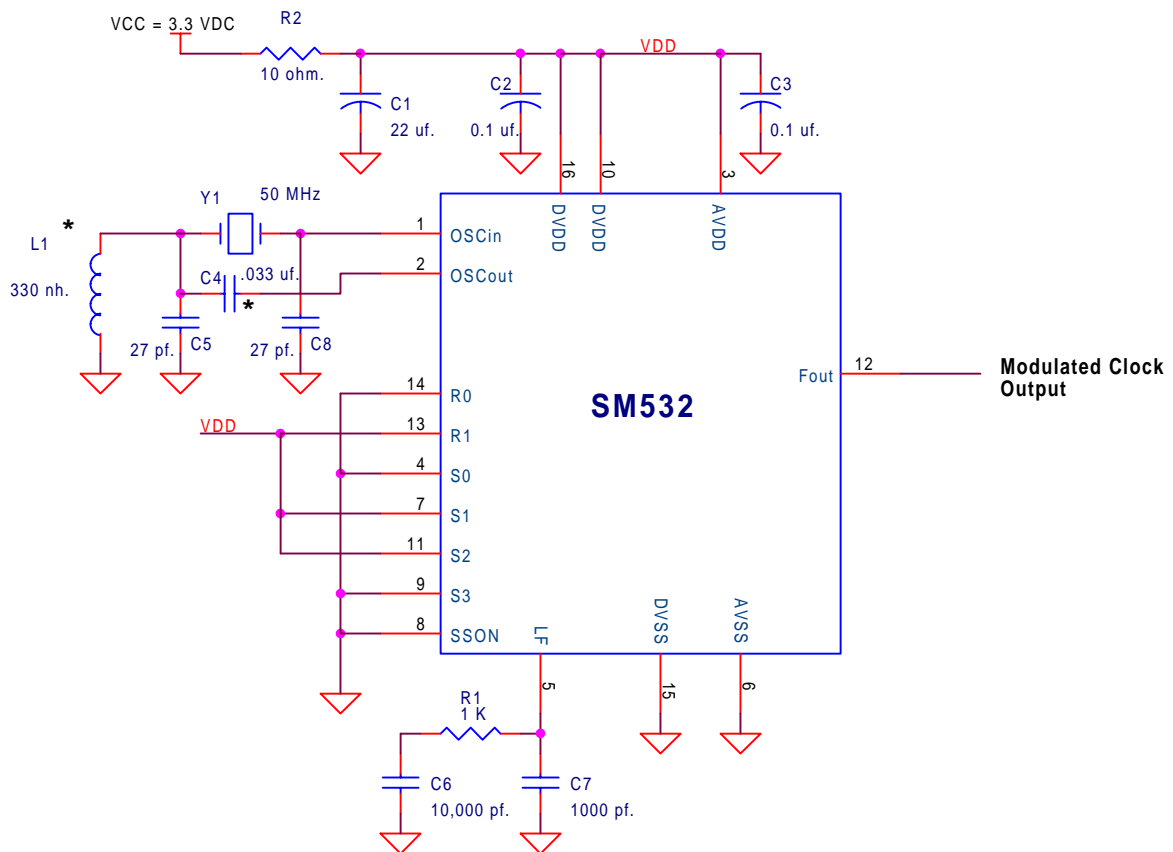 VCC = 3.3 VDC
R2
10 ohm.
VDD
C1
22 uf.
C2
0.1 uf.
C3
0.1 uf.
16
10
3
DVDD
DVDD
AVDD
Y1
50 MHz
*
L1
330 nh.
1
OSCin
2
OSCout
C4
.033 uf.
*
C5
27 pf.
C8
27 pf.
12
Fout
Modulated Clock
Output
SM532
VDD
14
R0
13
R1
4
S0
7
S1
11
S2
9
S3
8
SSON
LF
DVSS
AVSS
5
15
6
R1
1 K
C6
10,000 pf.
C7
1000 pf.